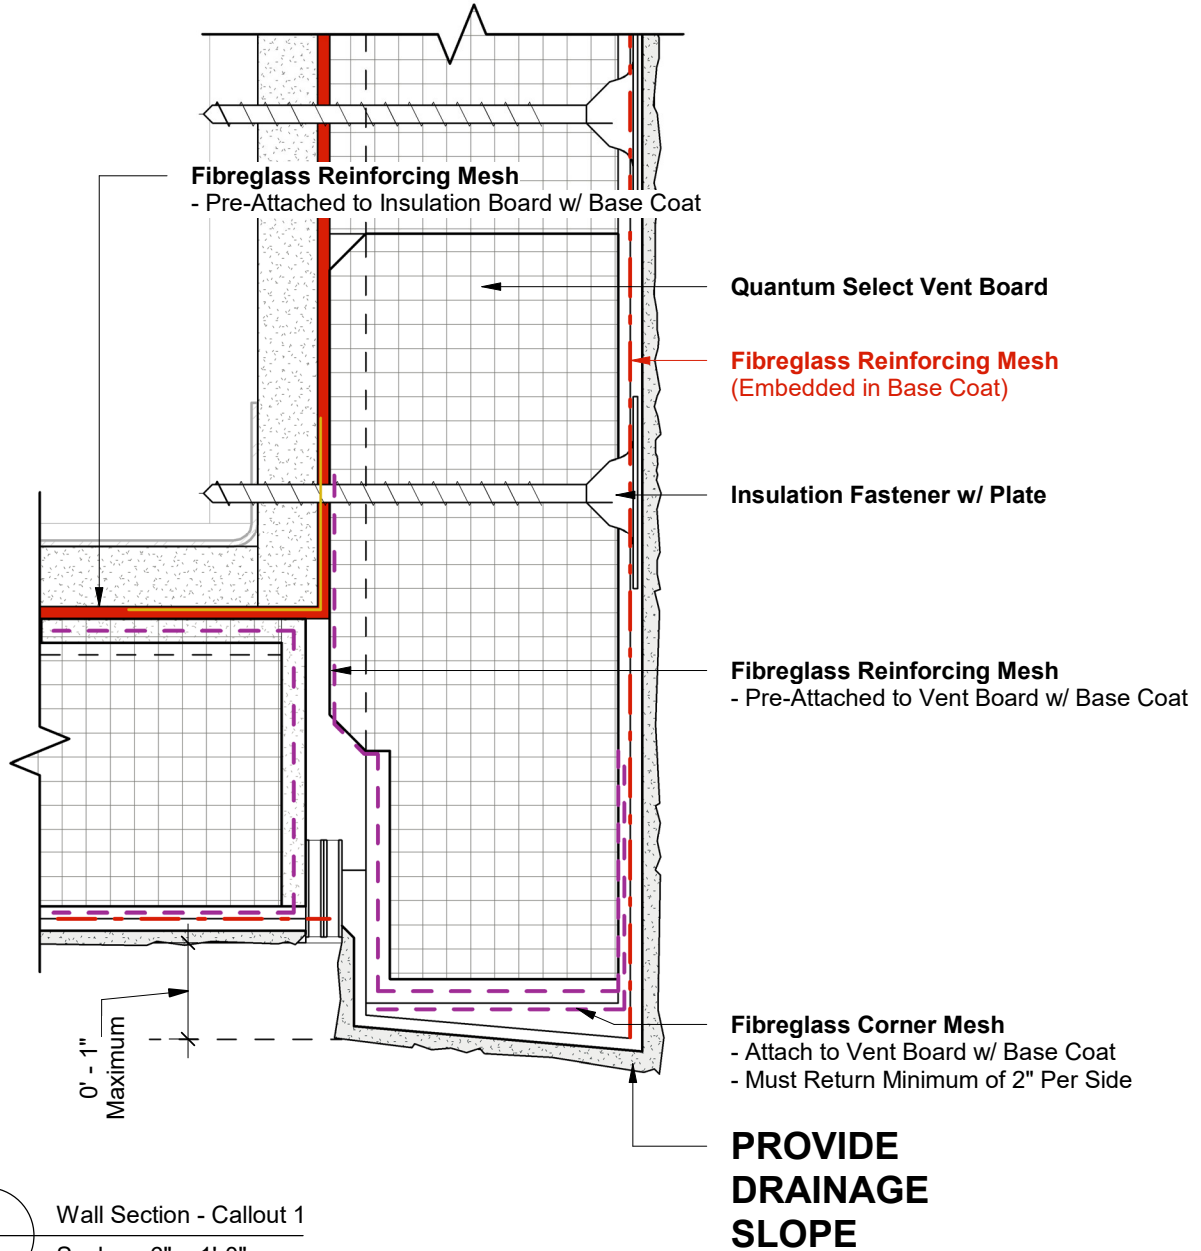 Fibreglass Reinforcing Mesh
- Pre-Attached to Insulation Board w/ Base Coat
Quantum Select Vent Board
Fibreglass Reinforcing Mesh
(Embedded in Base Coat)
Insulation Fastener w/ Plate
Fibreglass Reinforcing Mesh
- Pre-Attached to Vent Board w/ Base Coat
0' - 1"
Maximum
Fibreglass Corner Mesh
- Attach to Vent Board w/ Base Coat
- Must Return Minimum of 2" Per Side
PROVIDE
DRAINAGE
SLOPE
Wall Section - Callout 1